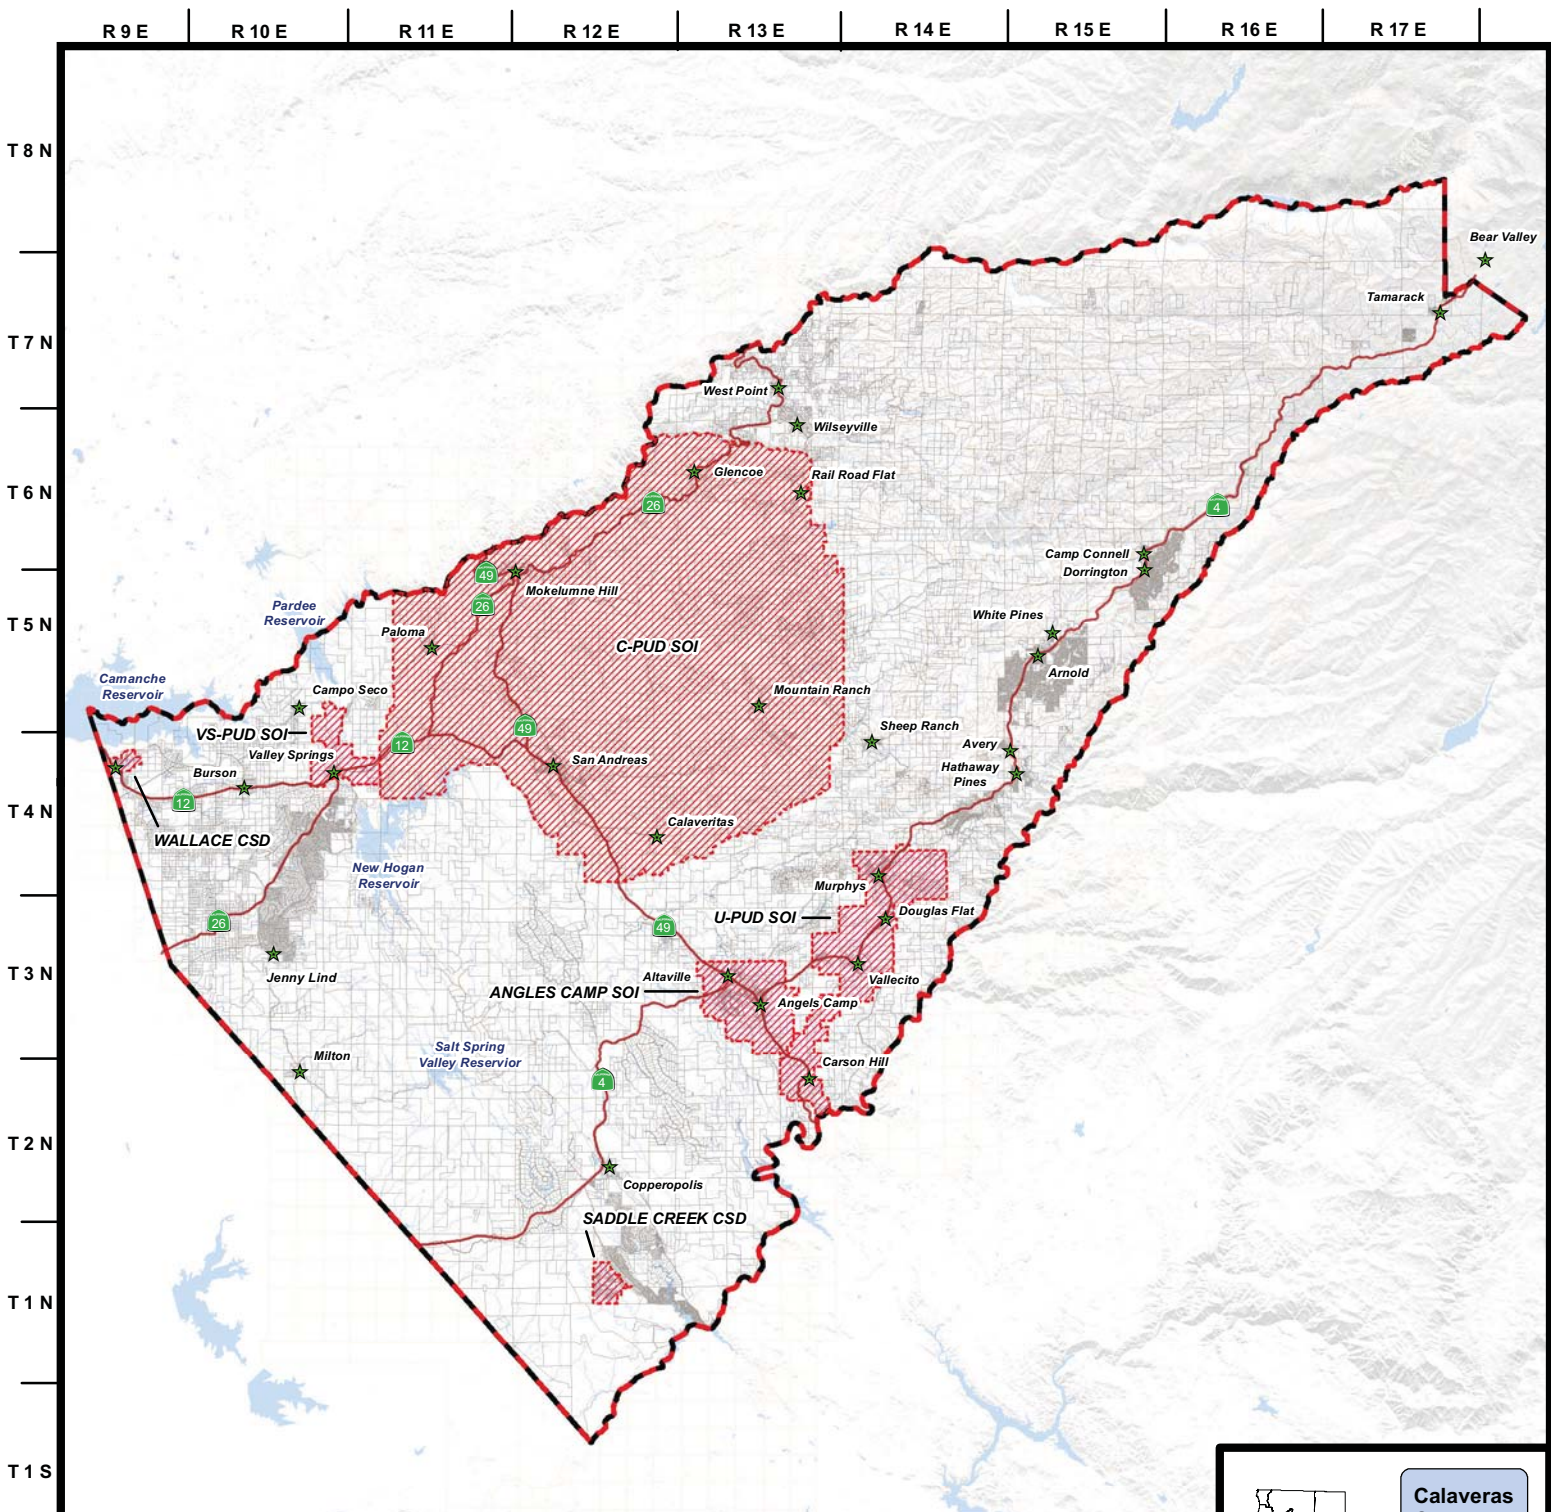 R 9 E
R 10 E
R 11 E
R 12 E
R 13 E
R 14 E
R 15 E
R 16 E
R 17 E
T 8 N
Bear Valley
Tamarack
T 7 N
West Point
Wilseyville
Glencoe
Rail Road Flat
T 6 N
26
4
Camp Connell
Dorrington
49
Mokelumne Hill
26
Pardee
Reservoir
White Pines
T 5 N
Paloma
C-PUD SOI
Arnold
Camanche
Reservoir
Campo Seco
Mountain Ranch
VS-PUD SOI
49
Sheep Ranch
12
Avery
Valley Springs
San Andreas
Hathaway
Pines
Burson
12
T 4 N
Calaveritas
WALLACE CSD
New Hogan
Reservoir
Murphys
Douglas Flat
U-PUD SOI
26
49
T 3 N
Jenny Lind
Altaville
Vallecito
ANGLES CAMP SOI
Angels Camp
Salt Spring
Valley Reservior
Milton
Carson Hill
4
T 2 N
Copperopolis
SADDLE CREEK CSD
T 1 N
T 1 S
Calaveras